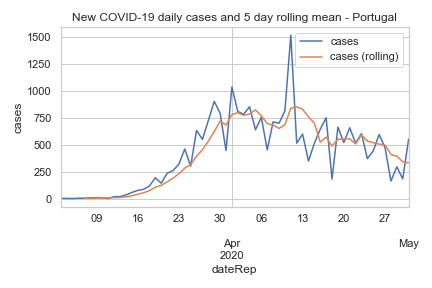 New COVID-19 daily cases and 5 day rolling mean - Portugal
cases
cases (rolling)
cases
1500
1250
1000
750
500
250
0
09
16
23
30
06
13
20
27
Apr
2020
May
dateRep